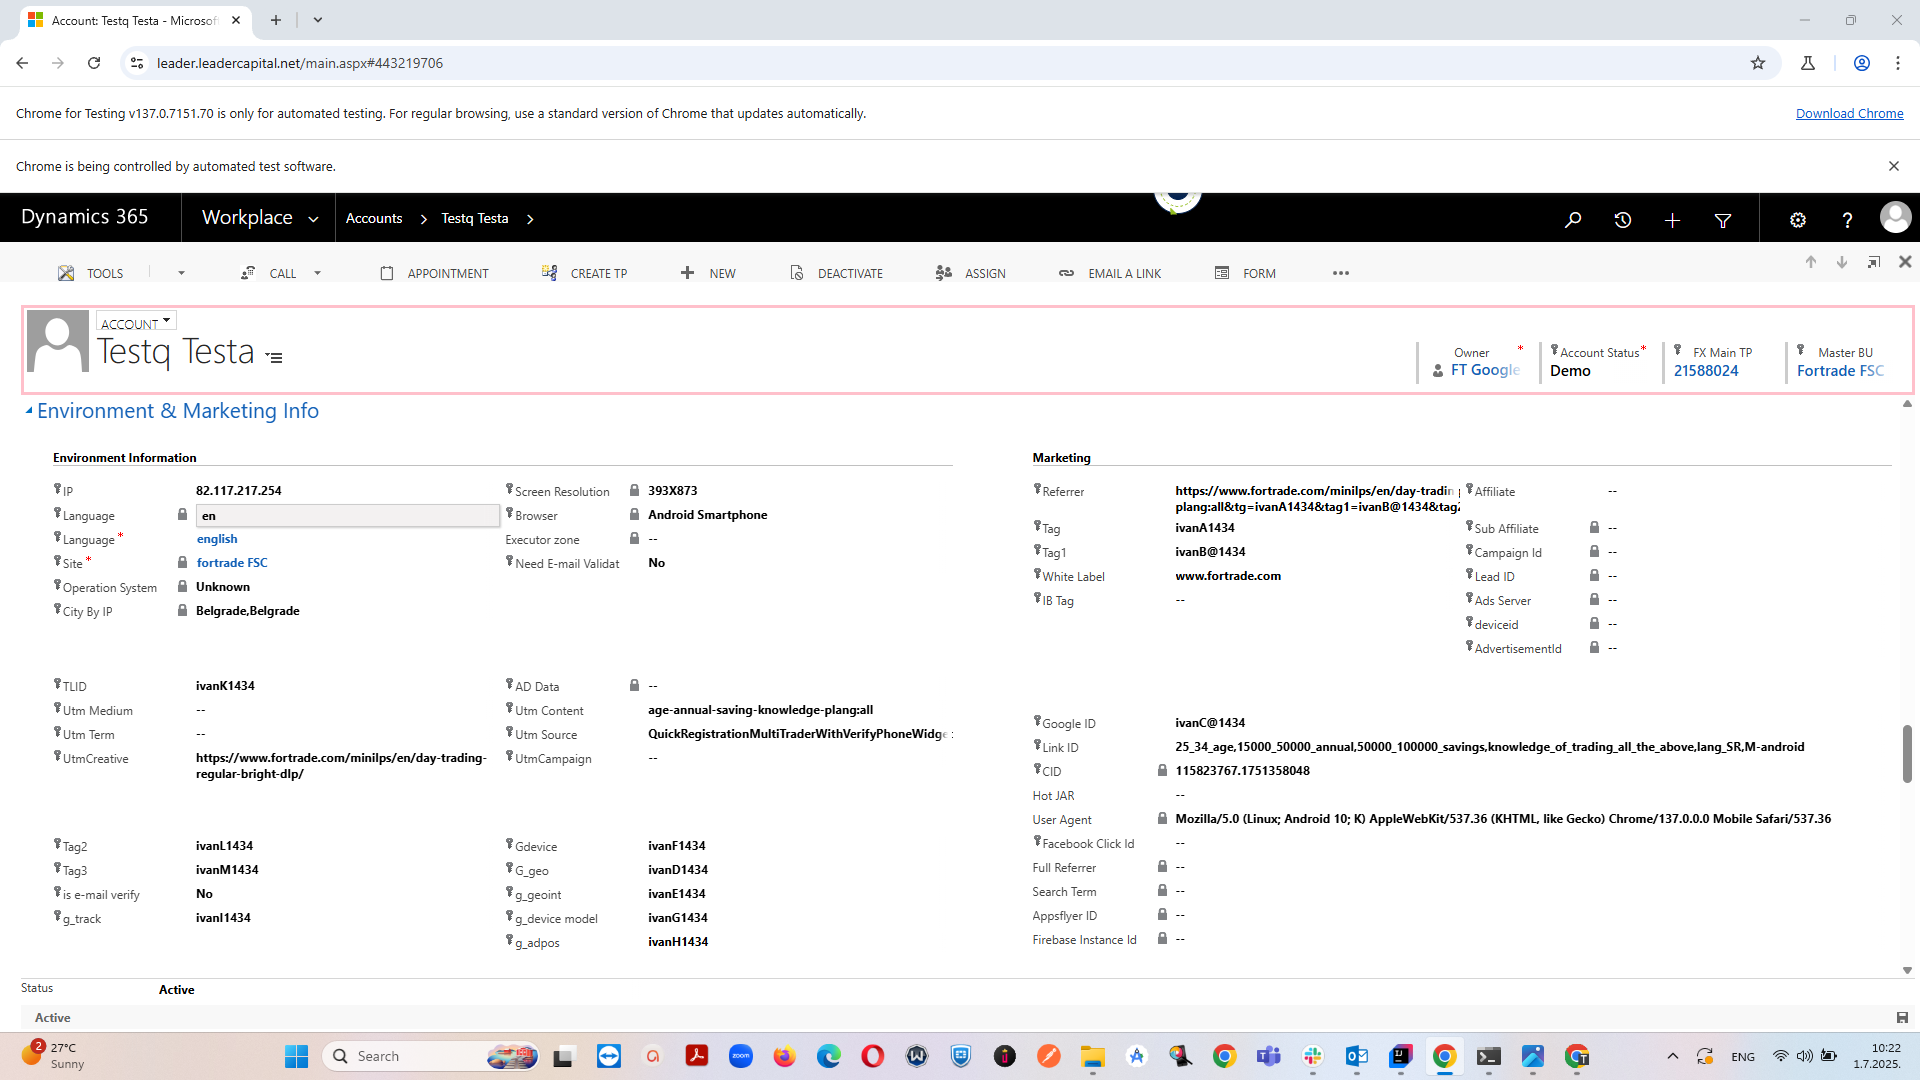 Account: Testq Testa - Microsof
leader.leadercapital.net/main.aspx#443219706
Chrome for Testing v137.0.7151.70 is only for automated testing. For regular browsing, use a standard version of Chrome that updates automatically.
Download Chrome
Chrome is being controlled by automated test software.
Dynamics 365
Workplace
Accounts
Testq Testa
TOOLS
CALL
APPOINTMENT
CREATE TP
NEW
DEACTIVATE
ASSIGN
EMAIL A LINK
FORM
ACCOUNT
Testq Testa
Owner *
FT Google
Account Status *
Demo
FX Main TP
21588024
Master BU
Fortrade FSC
Environment & Marketing Info
Environment Information
IP 82.117.217.254
Language en
Language * english
Site * fortrade FSC
Operation System Unknown
City By IP Belgrade,Belgrade
Screen Resolution 393X873
Browser Android Smartphone
Executor zone --
Need E-mail Validat No
TLID ivanK1434
Utm Medium --
Utm Term --
UtmCreative https://www.fortrade.com/minilps/en/day-trading-
regular-bright-dlp/
AD Data --
Utm Content age-annual-saving-knowledge-plang:all
Utm Source QuickRegistrationMultiTraderWithVerifyPhoneWidge
UtmCampaign --
Tag2 ivanL1434
Tag3 ivanM1434
is e-mail verify No
g_track ivanI1434
Gdevice ivanF1434
G_geo ivanD1434
g_geoint ivanE1434
g_device model ivanG1434
g_adpos ivanH1434
Marketing
Referrer https://www.fortrade.com/minilps/en/day-tradin
plang:all&tg=ivanA1434&tag1=ivanB@1434&tag2
Tag ivanA1434
Tag1 ivanB@1434
White Label www.fortrade.com
IB Tag --
Affiliate --
Sub Affiliate --
Campaign Id --
Lead ID --
Ads Server --
deviceid --
AdvertisementId --
Google ID ivanC@1434
Link ID 25_34_age,15000_50000_annual,50000_100000_savings,knowledge_of_trading_all_the_above,lang_SR,M-android
CID 115823767.1751358048
Hot JAR --
User Agent Mozilla/5.0 (Linux; Android 10; K) AppleWebKit/537.36 (KHTML, like Gecko) Chrome/137.0.0.0 Mobile Safari/537.36
Facebook Click Id --
Full Referrer --
Search Term --
Appsflyer ID --
Firebase Instance Id --
Status Active
Active
2
27°C
Sunny
Search
zoom
ENG
10:22
1.7.2025.